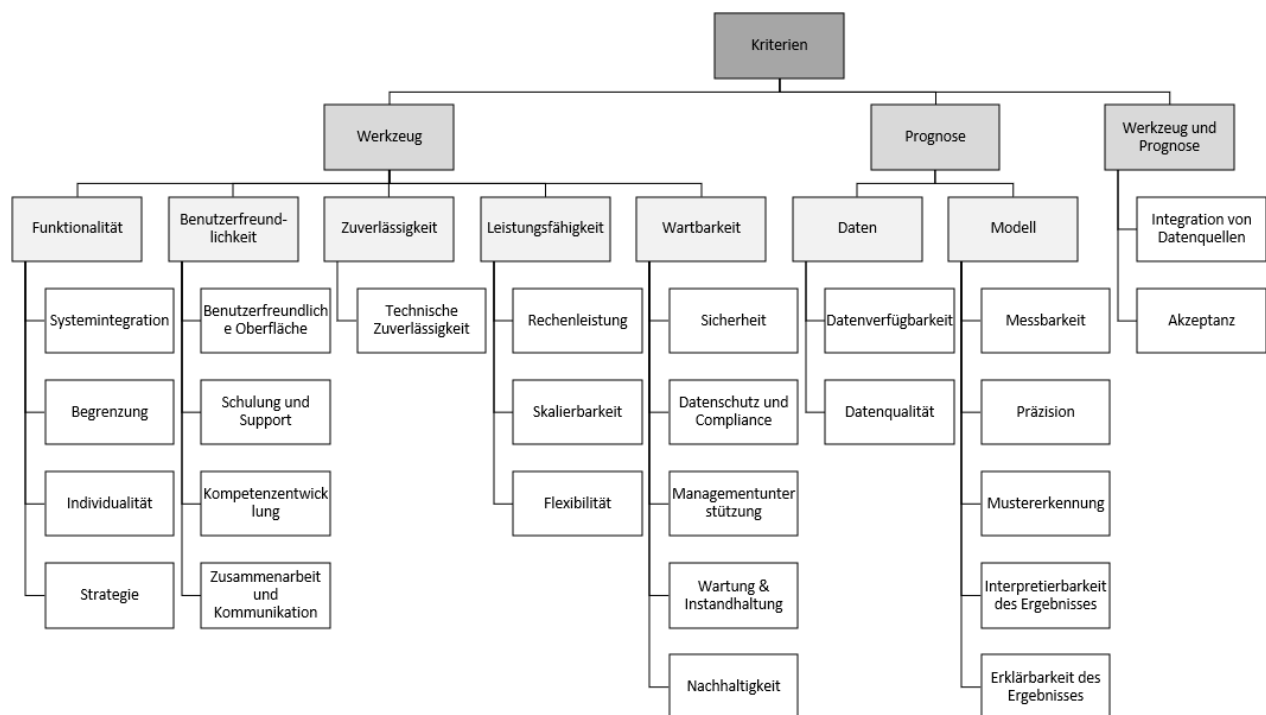 Kriterien
Werkzeug
Prognose
Werkzeug und
Prognose
Funktionalität
Benutzerfreund-
lichkeit
Zuverlässigkeit
Leistungsfähigkeit
Wartbarkeit
Daten
Modell
Integration von
Datenquellen
Systemintegration
Benutzerfreundlich
e Oberfläche
Technische
Zuverlässigkeit
Rechenleistung
Sicherheit
Datenverfügbarkeit
Messbarkeit
Akzeptanz
Begrenzung
Schulung und
Support
Skalierbarkeit
Datenschutz und
Compliance
Datenqualität
Präzision
Individualität
Kompetenzentwick
lung
Flexibilität
Managementunter
stützung
Mustererkennung
Strategie
Zusammenarbeit
und
Kommunikation
Wartung &
Instandhaltung
Interpretierbarkeit
des Ergebnisses
Nachhaltigkeit
Erklärbarkeit des
Ergebnisses